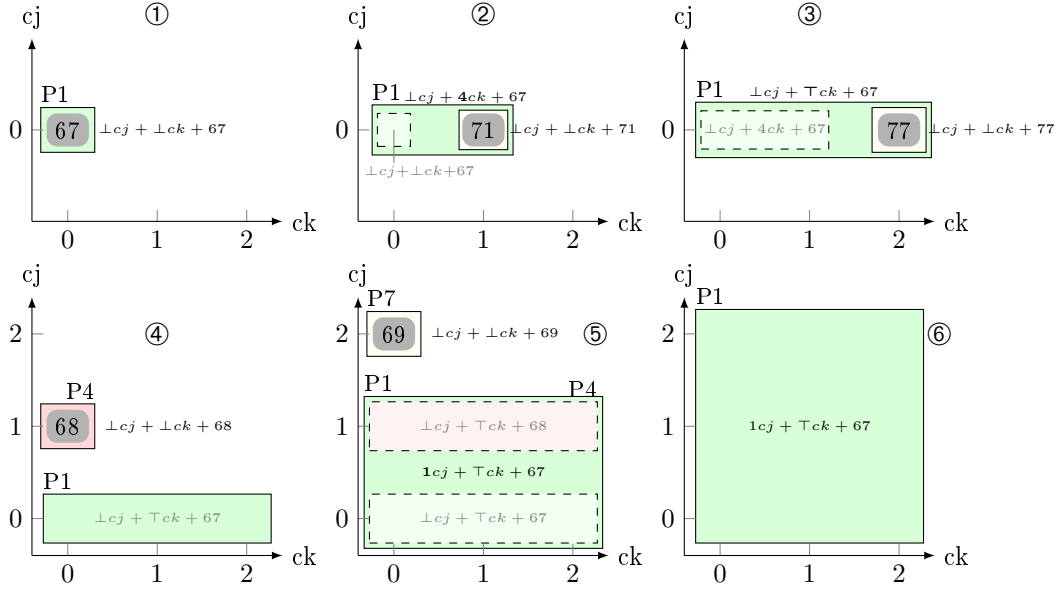 cj ① cj ② cj ③
P1 P1 ⊥cj + 4ck + 67 P1 ⊥cj + ⊤ck + 67
0 67 ⊥cj + ⊥ck + 67 0 71 ⊥cj + ⊥ck + 71 0 ⊥cj + 4ck + 67 77 ⊥cj + ⊥ck + 77
⊥cj+⊥ck+67
ck ck ck
0 1 2 0 1 2 0 1 2
cj cj cj
P7 P1
2 ④ 2 69 ⊥cj + ⊥ck + 69 ⑤ 2 ⑥
P4 P1 P4
1 68 ⊥cj + ⊥ck + 68 1 ⊥cj + ⊤ck + 68 1 1cj + ⊤ck + 67
P1 1cj + ⊤ck + 67
0 ⊥cj + ⊤ck + 67 0 ⊥cj + ⊤ck + 67 0
ck ck ck
0 1 2 0 1 2 0 1 2